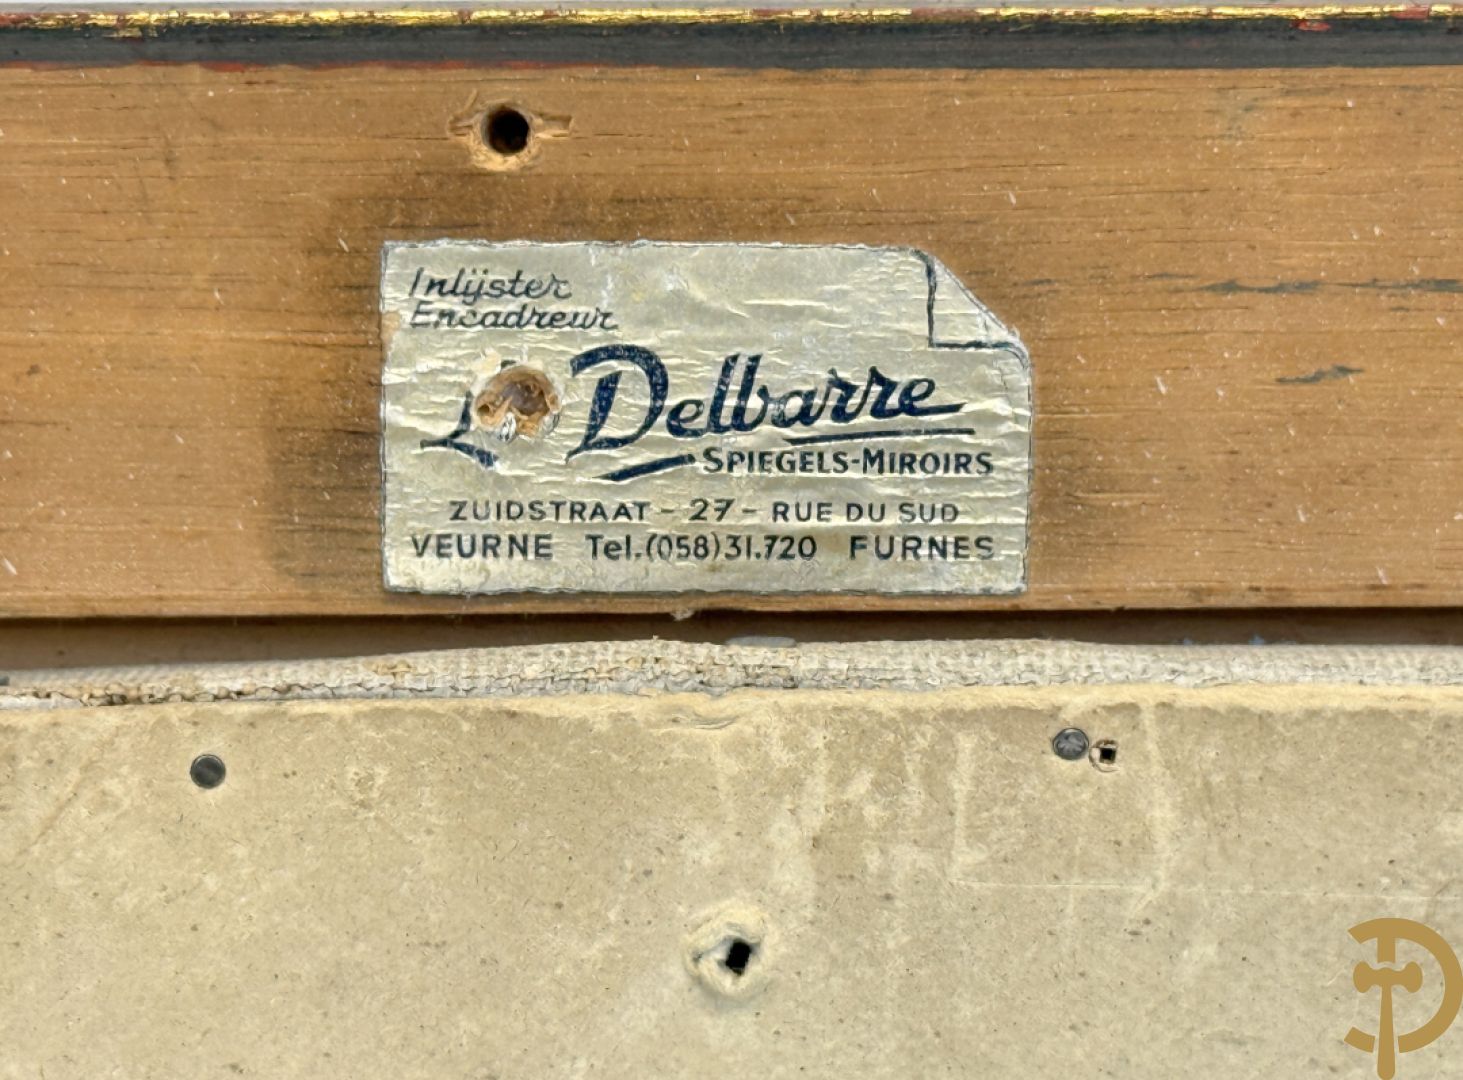 Inlijster
Encadreur
L. Delbarre
SPIEGELS-MIROIRS
ZUIDSTRAAT - 27 - RUE DU SUD
VEURNE Tel.(058)31.720 FURNES